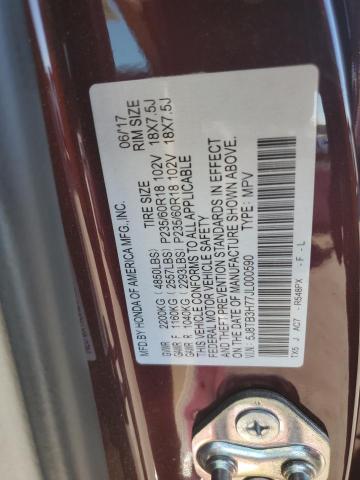 MFD.BY HONDA OF AMERICA MFG.,INC. 06/17
TIRE SIZE RIM SIZE
GVWR 2200KG (4850LBS) P235/60R18 102V 18X7.5J
GAWR F 1160KG (2557LBS) P235/60R18 102V 18X7.5J
GAWR R 1040KG (2293LBS)
THIS VEHICLE CONFORMS TO ALL APPLICABLE
FEDERAL MOTOR VEHICLE SAFETY
AND THEFT PREVENTION STANDARDS IN EFFECT
ON THE DATE OF MANUFACTURE SHOWN ABOVE.
V.I.N: 5J8TB3H77JL000590 TYPE: MPV
TX5 J AC7 - R548PX - F - L